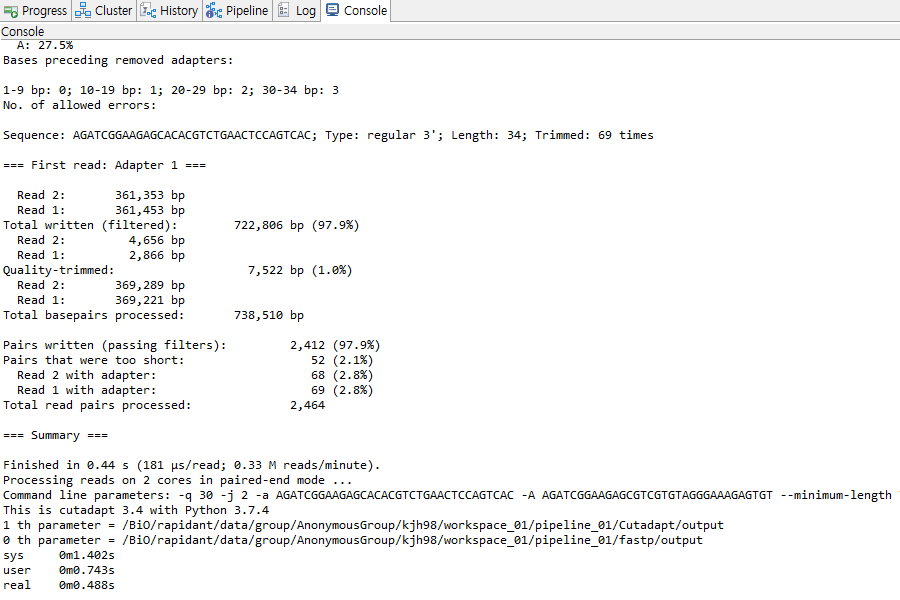 Progress Cluster History Pipeline Log Console
Console
A: 27.5%
Bases preceding removed adapters:
1-9 bp: 0; 10-19 bp: 1; 20-29 bp: 2; 30-34 bp: 3
No. of allowed errors:
Sequence: AGATCGGAAGAGCACACGTCTGAACTCCAGTCAC; Type: regular 3'; Length: 34; Trimmed: 69 times
=== First read: Adapter 1 ===
Read 2: 361,353 bp
Read 1: 361,453 bp
Total written (filtered): 722,806 bp (97.9%)
Read 2: 4,656 bp
Read 1: 2,866 bp
Quality-trimmed: 7,522 bp (1.0%)
Read 2: 369,289 bp
Read 1: 369,221 bp
Total basepairs processed: 738,510 bp
Pairs written (passing filters): 2,412 (97.9%)
Pairs that were too short: 52 (2.1%)
Read 2 with adapter: 68 (2.8%)
Read 1 with adapter: 69 (2.8%)
Total read pairs processed: 2,464
=== Summary ===
Finished in 0.44 s (181 µs/read; 0.33 M reads/minute).
Processing reads on 2 cores in paired-end mode ...
Command line parameters: -q 30 -j 2 -a AGATCGGAAGAGCACACGTCTGAACTCCAGTCAC -A AGATCGGAAGAGCGTCGTGTAGGGAAAGAGTGT --minimum-length
This is cutadapt 3.4 with Python 3.7.4
1 th parameter = /BiO/rapidant/data/group/AnonymousGroup/kjh98/workspace_01/pipeline_01/Cutadapt/output
0 th parameter = /BiO/rapidant/data/group/AnonymousGroup/kjh98/workspace_01/pipeline_01/fastp/output
sys 0m1.402s
user 0m0.743s
real 0m0.488s